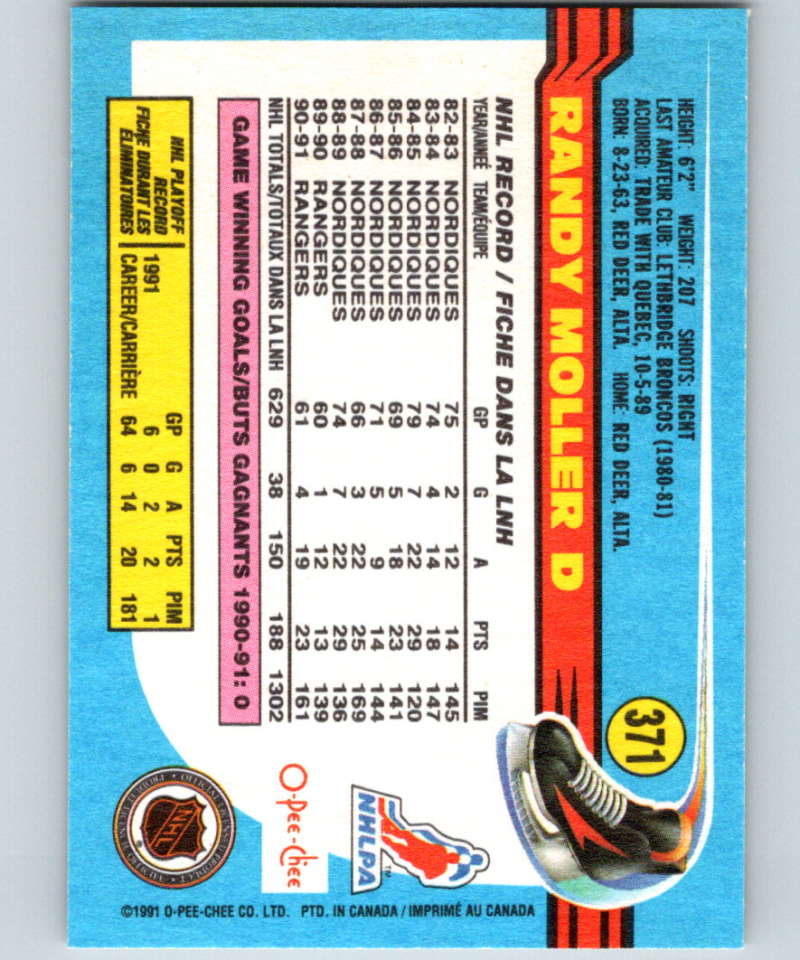 371
RANDY MOLLER D
HEIGHT: 6'2" WEIGHT: 207 SHOOTS: RIGHT
LAST AMATEUR CLUB: LETHBRIDGE BRONCOS (1980-81)
ACQUIRED: TRADE WITH QUEBEC, 10-5-89
BORN: 8-23-63, RED DEER, ALTA. HOME: RED DEER, ALTA.
NHL RECORD / FICHE DANS LA LNH
YEAR/ANNÉE TEAM/ÉQUIPE GP G A PTS PIM
82-83 NORDIQUES 75 2 12 14 145
83-84 NORDIQUES 74 4 14 18 147
84-85 NORDIQUES 79 7 22 29 120
85-86 NORDIQUES 69 5 18 23 141
86-87 NORDIQUES 71 5 9 14 144
87-88 NORDIQUES 66 3 22 25 169
88-89 NORDIQUES 74 7 22 29 136
89-90 RANGERS 60 1 12 13 139
90-91 RANGERS 61 4 19 23 161
NHL TOTALS/TOTAUX DANS LA LNH 629 38 150 188 1302
GAME WINNING GOALS/BUTS GAGNANTS 1990-91: 0
NHL PLAYOFF RECORD
FICHE DURANT LES ÉLIMINATOIRES
GP G A PTS PIM
1991 6 0 2 2 1
CAREER/CARRIÈRE 64 6 14 20 181
NHLPA™
O-Pee-Chee
NHL
©1991 O-PEE-CHEE CO. LTD. PTD. IN CANADA / IMPRIMÉ AU CANADA